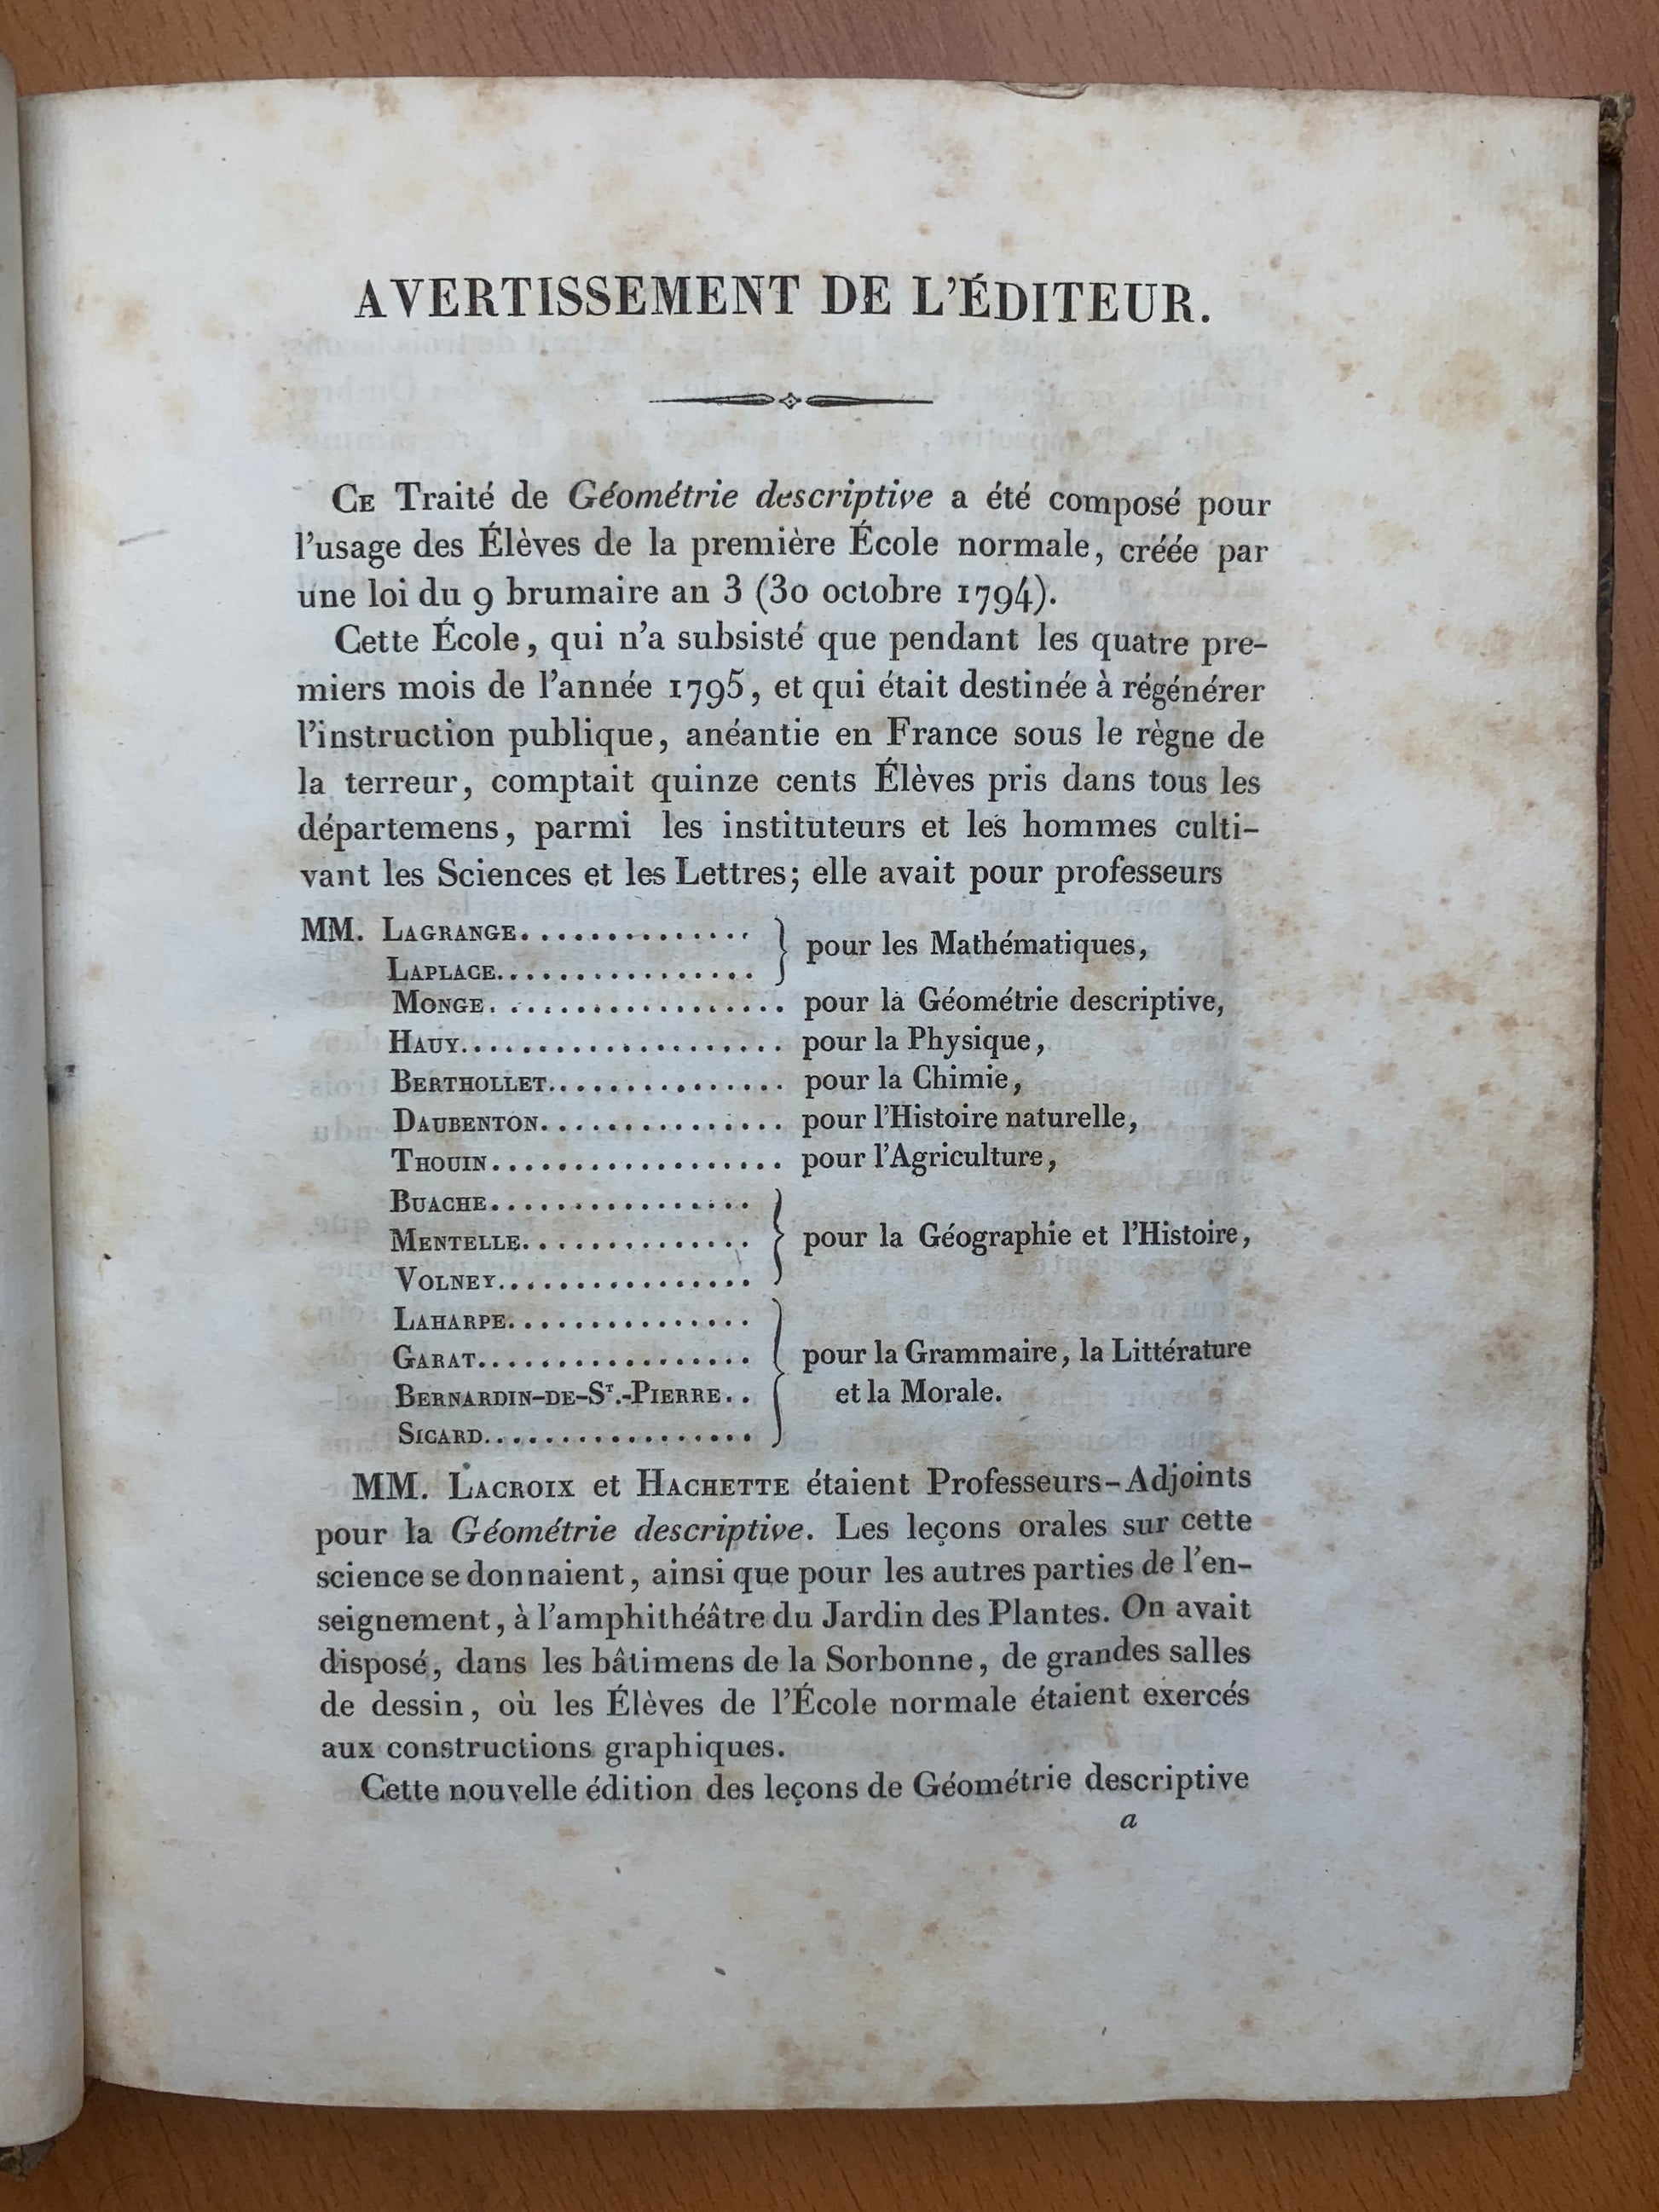 AVERTISSEMENT DE L'ÉDITEUR.
CE Traité de Géométrie descriptive a été composé pour
l'usage des Élèves de la première École normale, créée par
une loi du 9 brumaire an 3 (30 octobre 1794).
Cette École, qui n'a subsisté que pendant les quatre pre-
miers mois de l'année 1795, et qui était destinée à régénérer
l'instruction publique, anéantie en France sous le règne de
la terreur, comptait quinze cents Élèves pris dans tous les
départemens, parmi les instituteurs et les hommes culti-
vant les Sciences et les Lettres; elle avait pour professeurs
MM. LAGRANGE..............
LAPLACE................ } pour les Mathématiques,
MONGE.................. pour la Géométrie descriptive,
HAUY.................... pour la Physique,
BERTHOLLET............... pour la Chimie,
DAUBENTON............... pour l'Histoire naturelle,
THOUIN................... pour l'Agriculture,
BUACHE.................
MENTELLE.............. } pour la Géographie et l'Histoire,
VOLNEY................
LAHARPE...............
GARAT................. } pour la Grammaire, la Littérature
BERNARDIN-DE-ST.-PIERRE.. et la Morale.
SICARD.................
MM. LACROIX et HACHETTE étaient Professeurs-Adjoints
pour la Géométrie descriptive. Les leçons orales sur cette
science se donnaient, ainsi que pour les autres parties de l'en-
seignement, à l'amphithéâtre du Jardin des Plantes. On avait
disposé, dans les bâtimens de la Sorbonne, de grandes salles
de dessin, où les Élèves de l'École normale étaient exercés
aux constructions graphiques.
Cette nouvelle édition des leçons de Géométrie descriptive
a